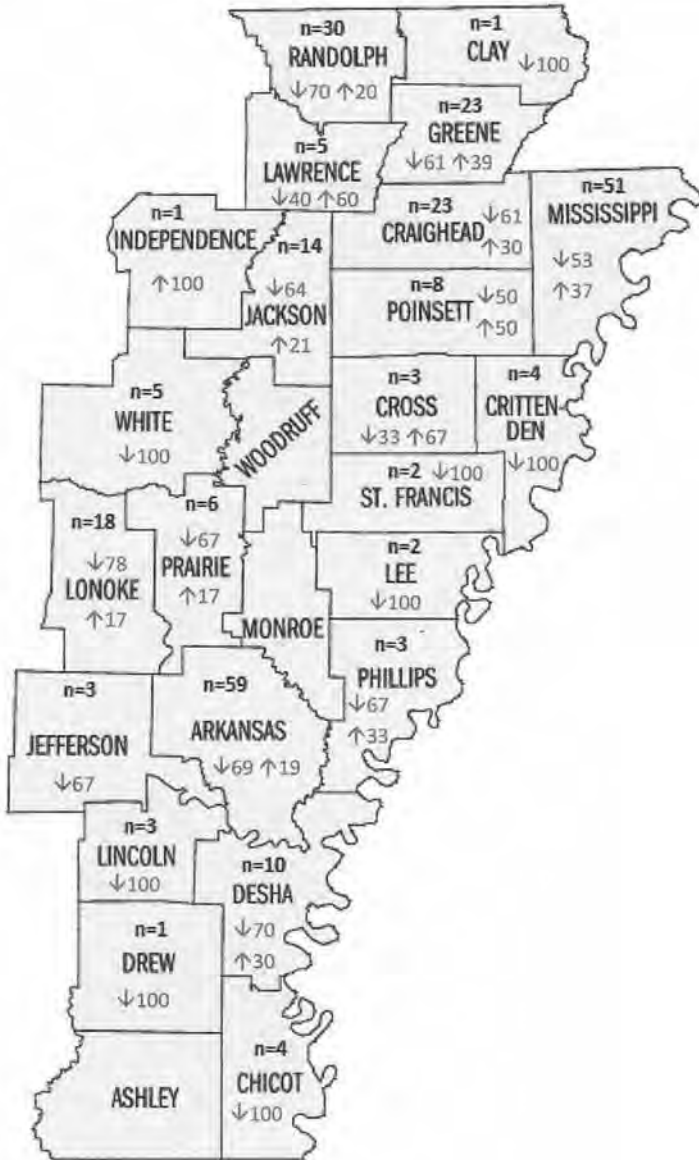 n=30
RANDOLPH
↓70 ↑20
n=1
CLAY
↓100
n=23
GREENE
↓61 ↑39
n=5
LAWRENCE
↓40 ↑60
n=51
MISSISSIPPI
↓53
↑37
n=23
CRAIGHEAD
↓61
↑30
n=1
INDEPENDENCE
↑100
n=14
↓64
JACKSON
↑21
n=8
POINSETT
↓50
↑50
n=5
WHITE
↓100
WOODRUFF
n=3
CROSS
↓33 ↑67
n=4
CRITTEN-
DEN
↓100
n=2 ↓100
ST. FRANCIS
n=18
↓78
LONOKE
↑17
n=6
↓67
PRAIRIE
↑17
n=2
LEE
↓100
MONROE
n=3
PHILLIPS
↓67
↑33
n=3
JEFFERSON
↓67
n=59
ARKANSAS
↓69 ↑19
n=3
LINCOLN
↓100
n=10
DESHA
↓70
↑30
n=1
DREW
↓100
n=4
CHICOT
↓100
ASHLEY